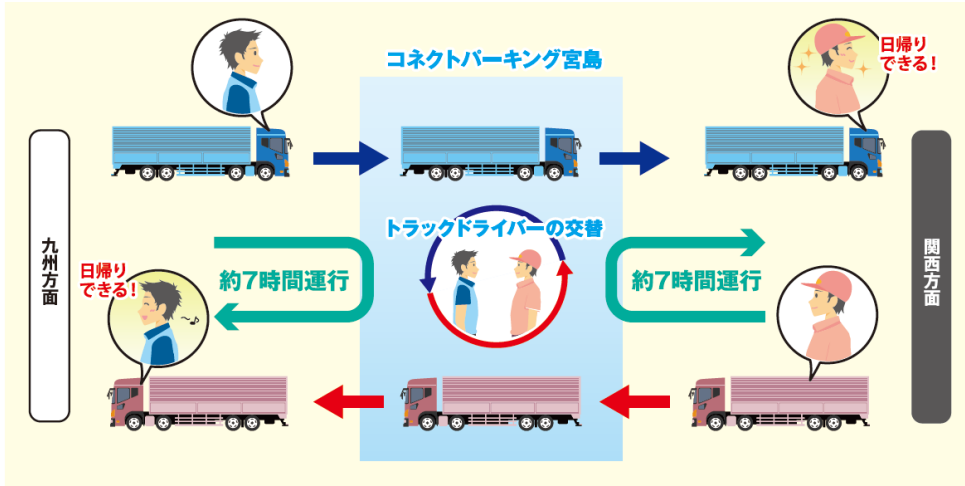 コネクトパーキング宮島
日帰り
できる!
九州方面
トラックドライバーの交替
関西方面
約7時間運行
約7時間運行
日帰り
できる!